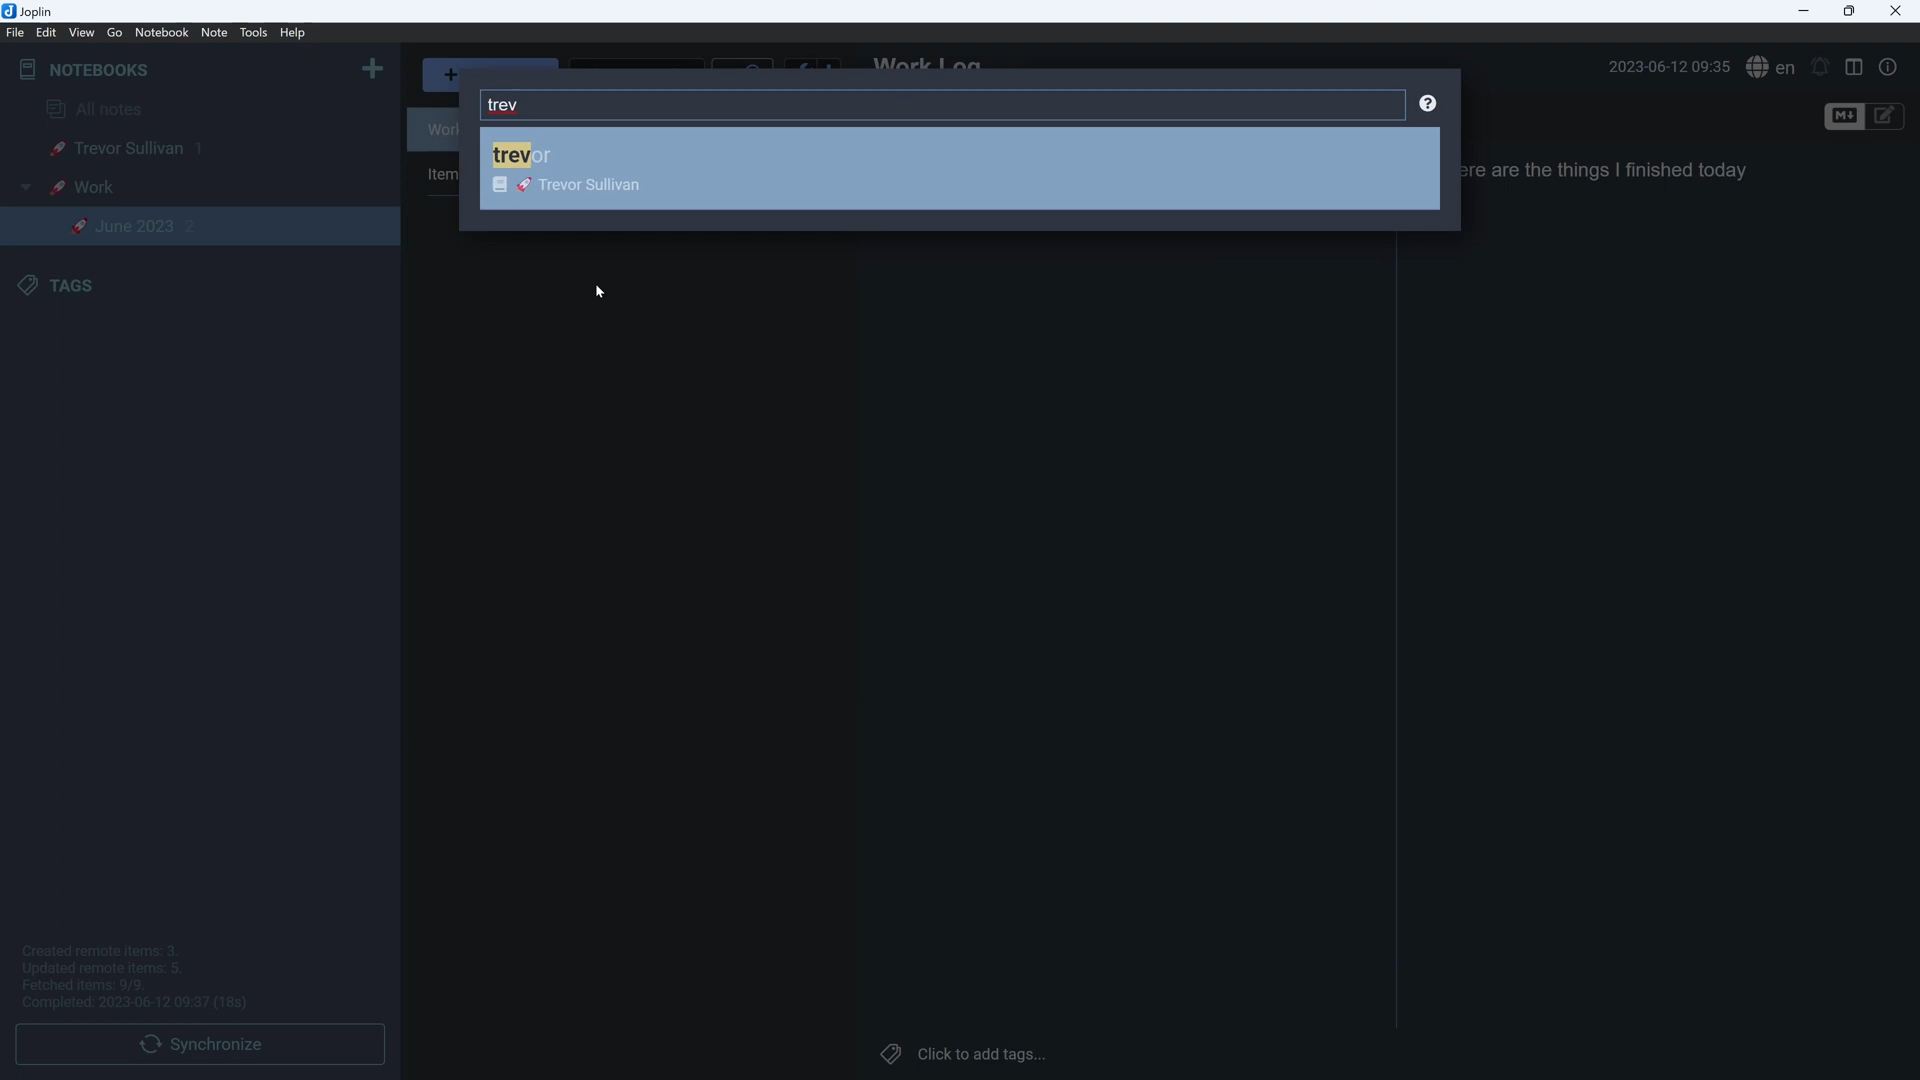 Joplin
File Edit View Go Notebook Note Tools Help
NOTEBOOKS
All notes
Trevor Sullivan 1
Work
June 2023 2
TAGS
Created remote items: 3.
Updated remote items: 5.
Fetched items: 9/9.
Completed: 2023-06-12 09:37 (18s)
Synchronize
Work Log
2023-06-12 09:35
en
trev
trevor
Trevor Sullivan
are the things I finished today
Click to add tags...